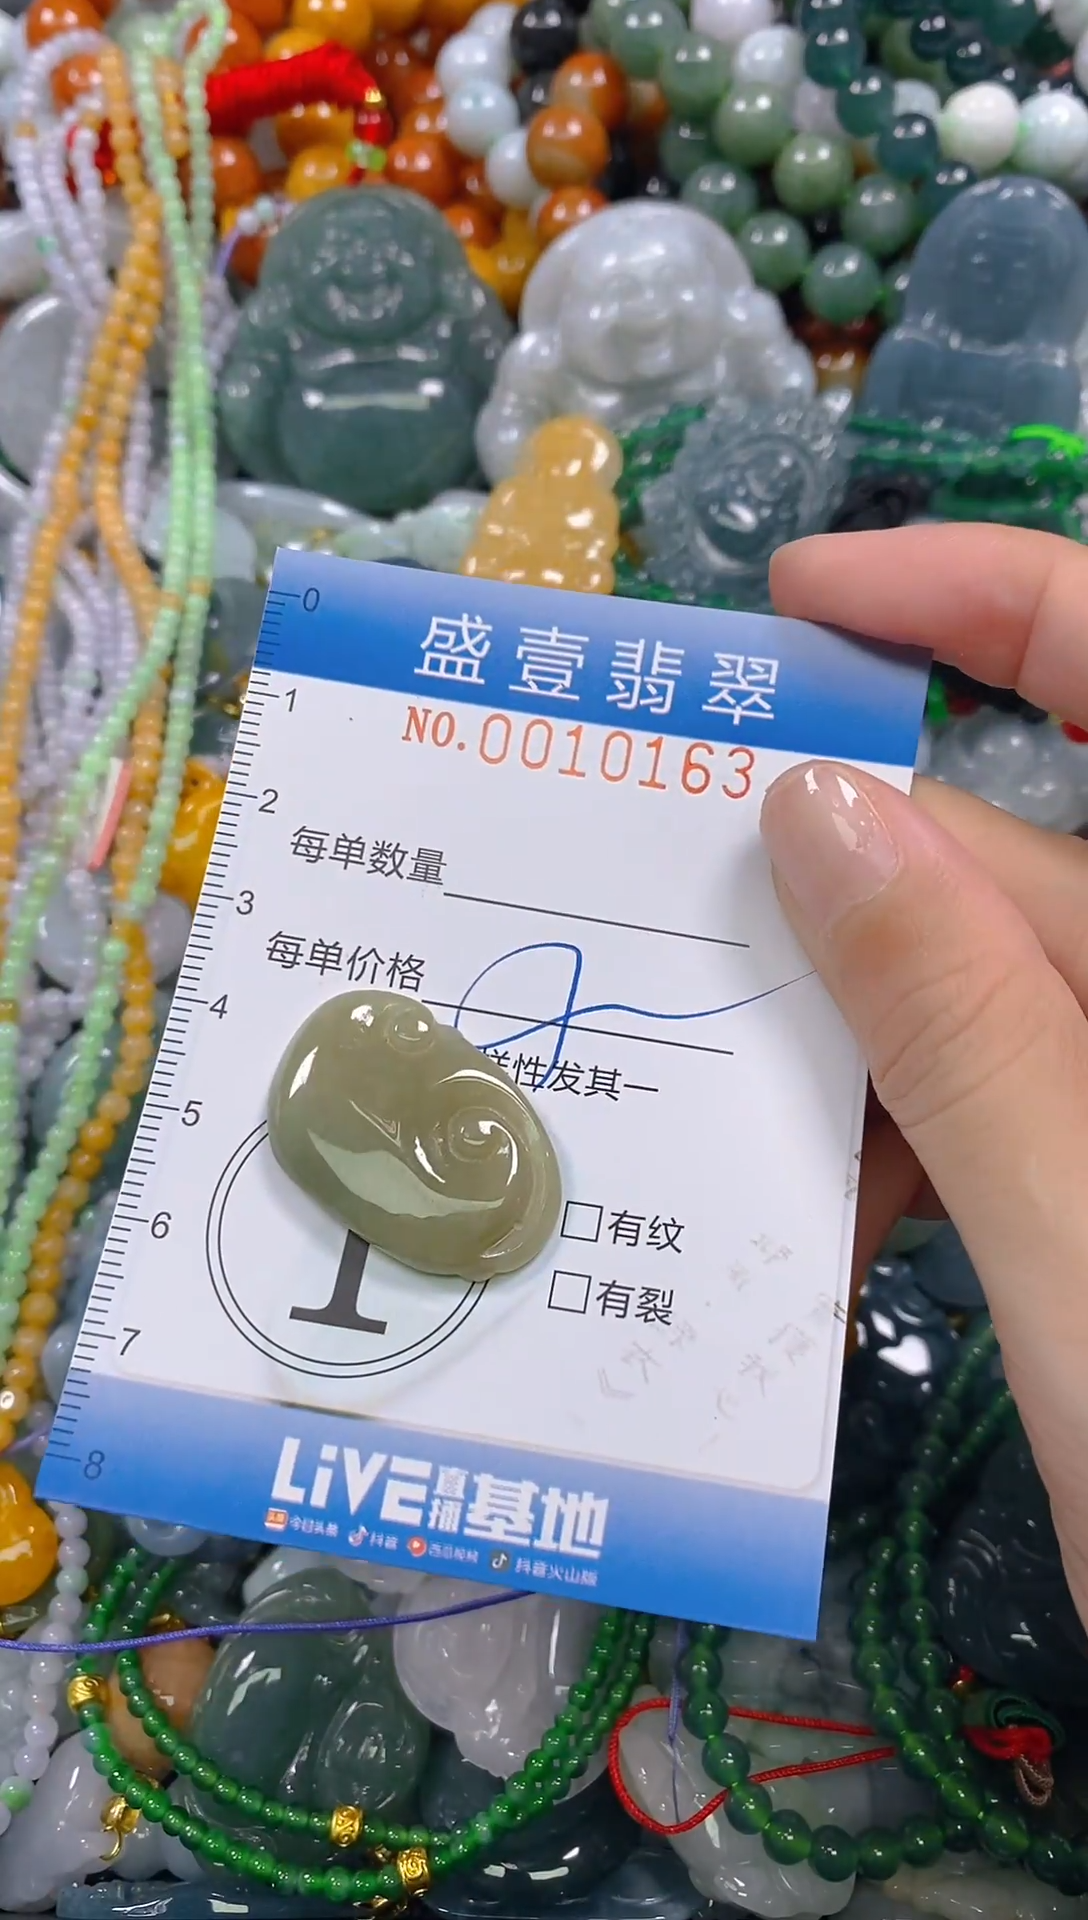 盛壹翡翠
NO.0010163
0
1
2
3
4
5
6
7
8
每单数量
每单价格
样性发其一
1
有纹
有裂
LiVE直播基地
今日头条 抖音 西瓜视频 抖音火山版